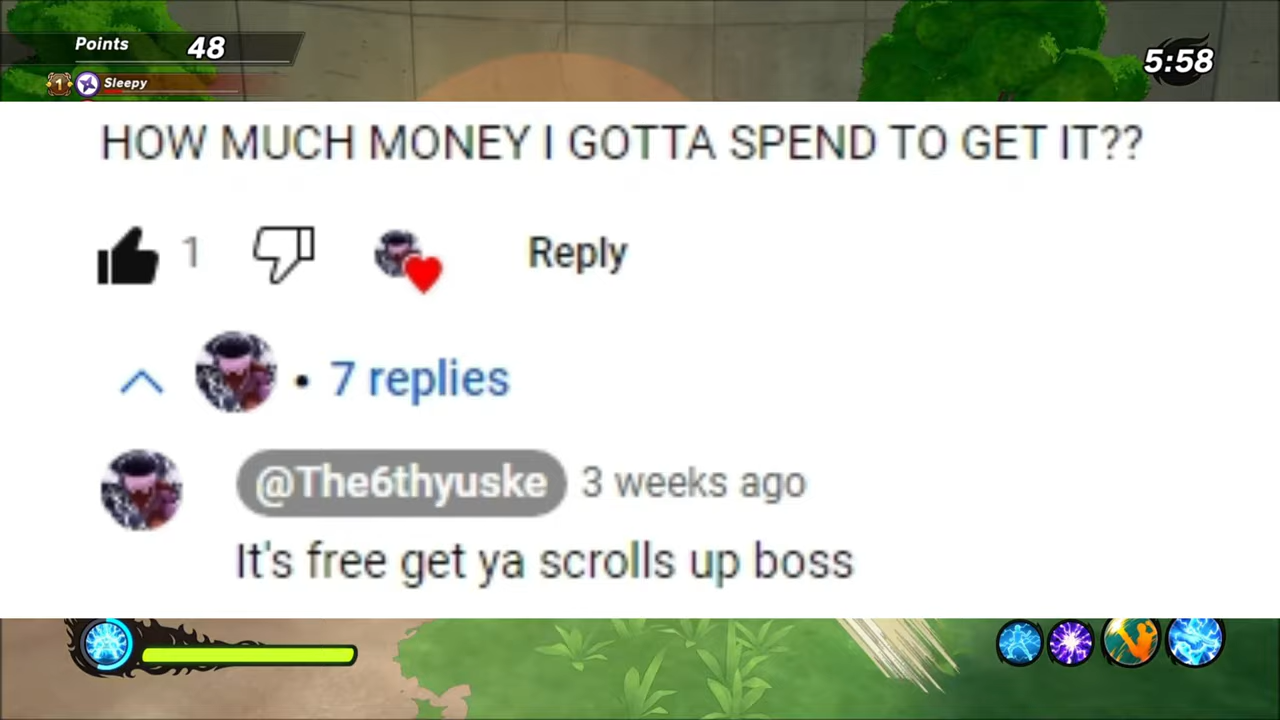 Points 48
5:58
1 Sleepy
HOW MUCH MONEY I GOTTA SPEND TO GET IT??
1 Reply
• 7 replies
@The6thyuske 3 weeks ago
It's free get ya scrolls up boss